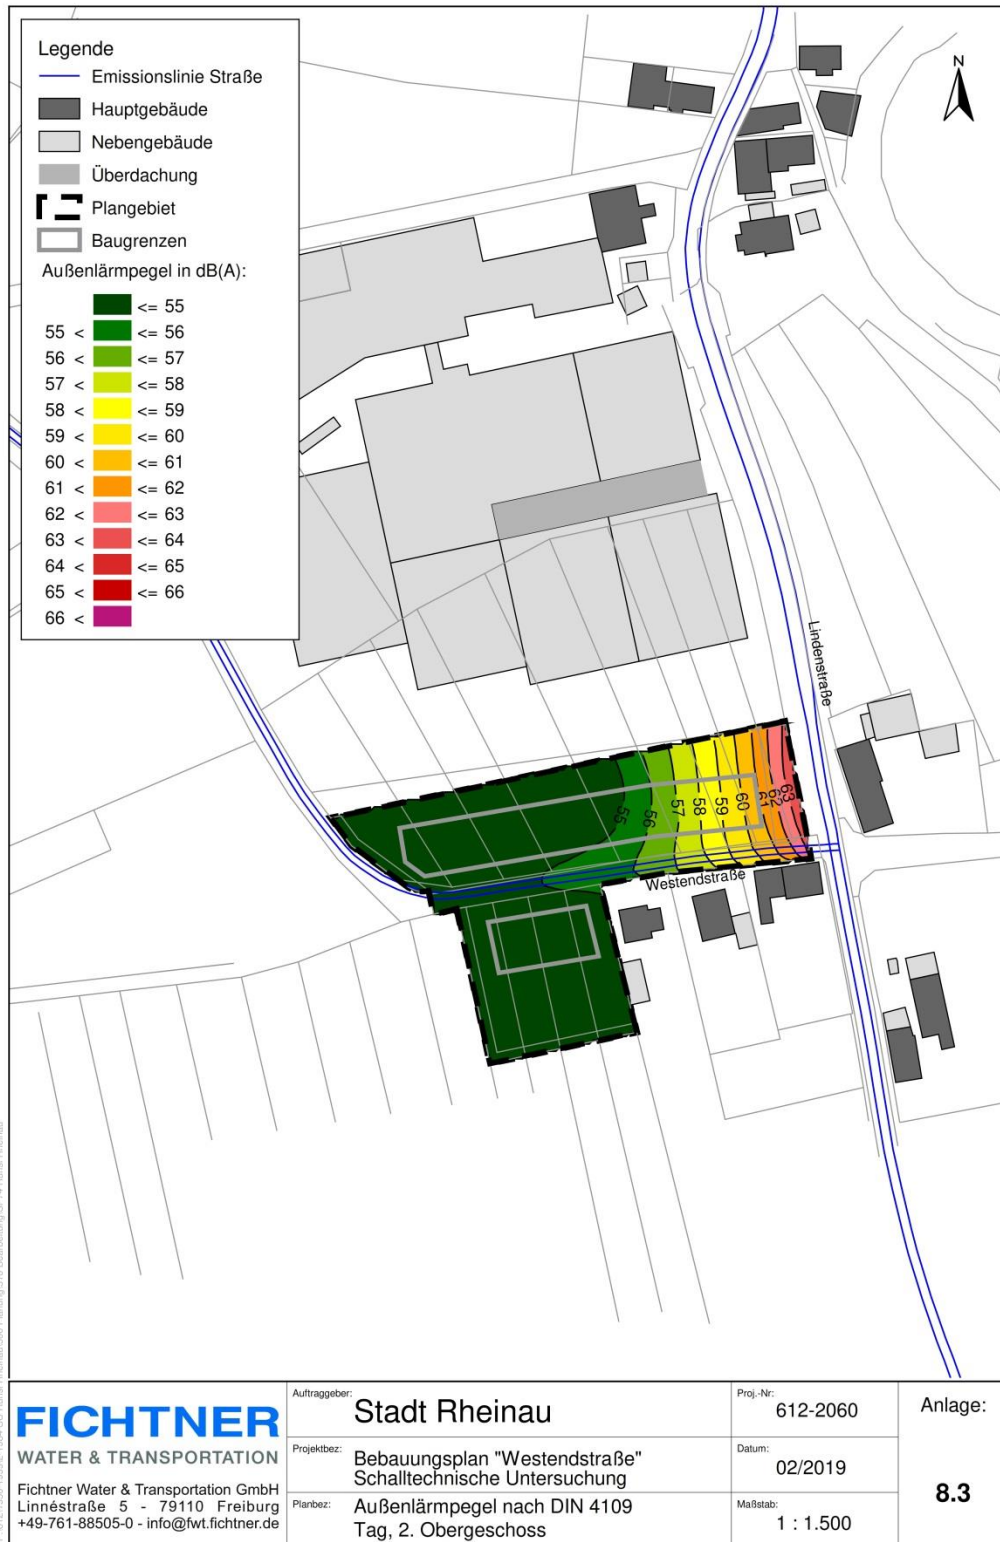 Legende
Emissionslinie Straße
Hauptgebäude
Nebengebäude
Überdachung
Plangebiet
Baugrenzen
Außenlärmpegel in dB(A):
<= 55
55 < <= 56
56 < <= 57
57 < <= 58
58 < <= 59
59 < <= 60
60 < <= 61
61 < <= 62
62 < <= 63
63 < <= 64
64 < <= 65
65 < <= 66
66 <
N
Lindenstraße
55
56
57
58
59
60
61
62
63
Westendstraße
FICHTNER
WATER & TRANSPORTATION
Fichtner Water & Transportation GmbH
Linnéstraße 5 - 79110 Freiburg
+49-761-88505-0 - info@fwt.fichtner.de
Auftraggeber:
Stadt Rheinau
Projektbez:
Bebauungsplan "Westendstraße"
Schalltechnische Untersuchung
Planbez:
Außenlärmpegel nach DIN 4109
Tag, 2. Obergeschoss
Proj.-Nr:
612-2060
Datum:
02/2019
Maßstab:
1 : 1.500
Anlage:
8.3